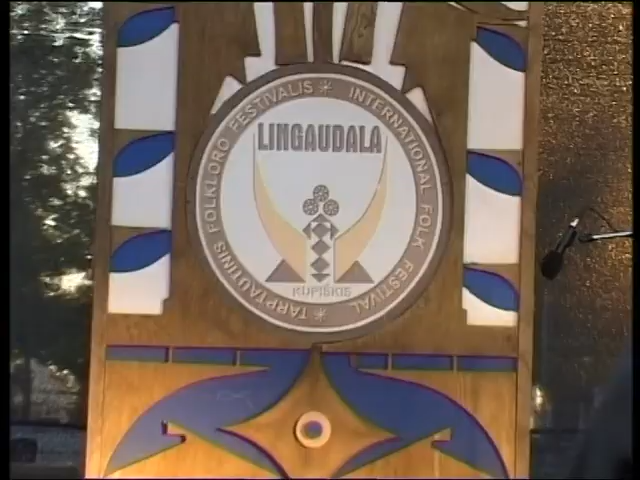 TARPTAUTINIS FOLKLORO FESTIVALIS * INTERNATIONAL FOLK FESTIVAL *
LINGAUDALA
KUPIŠKIS